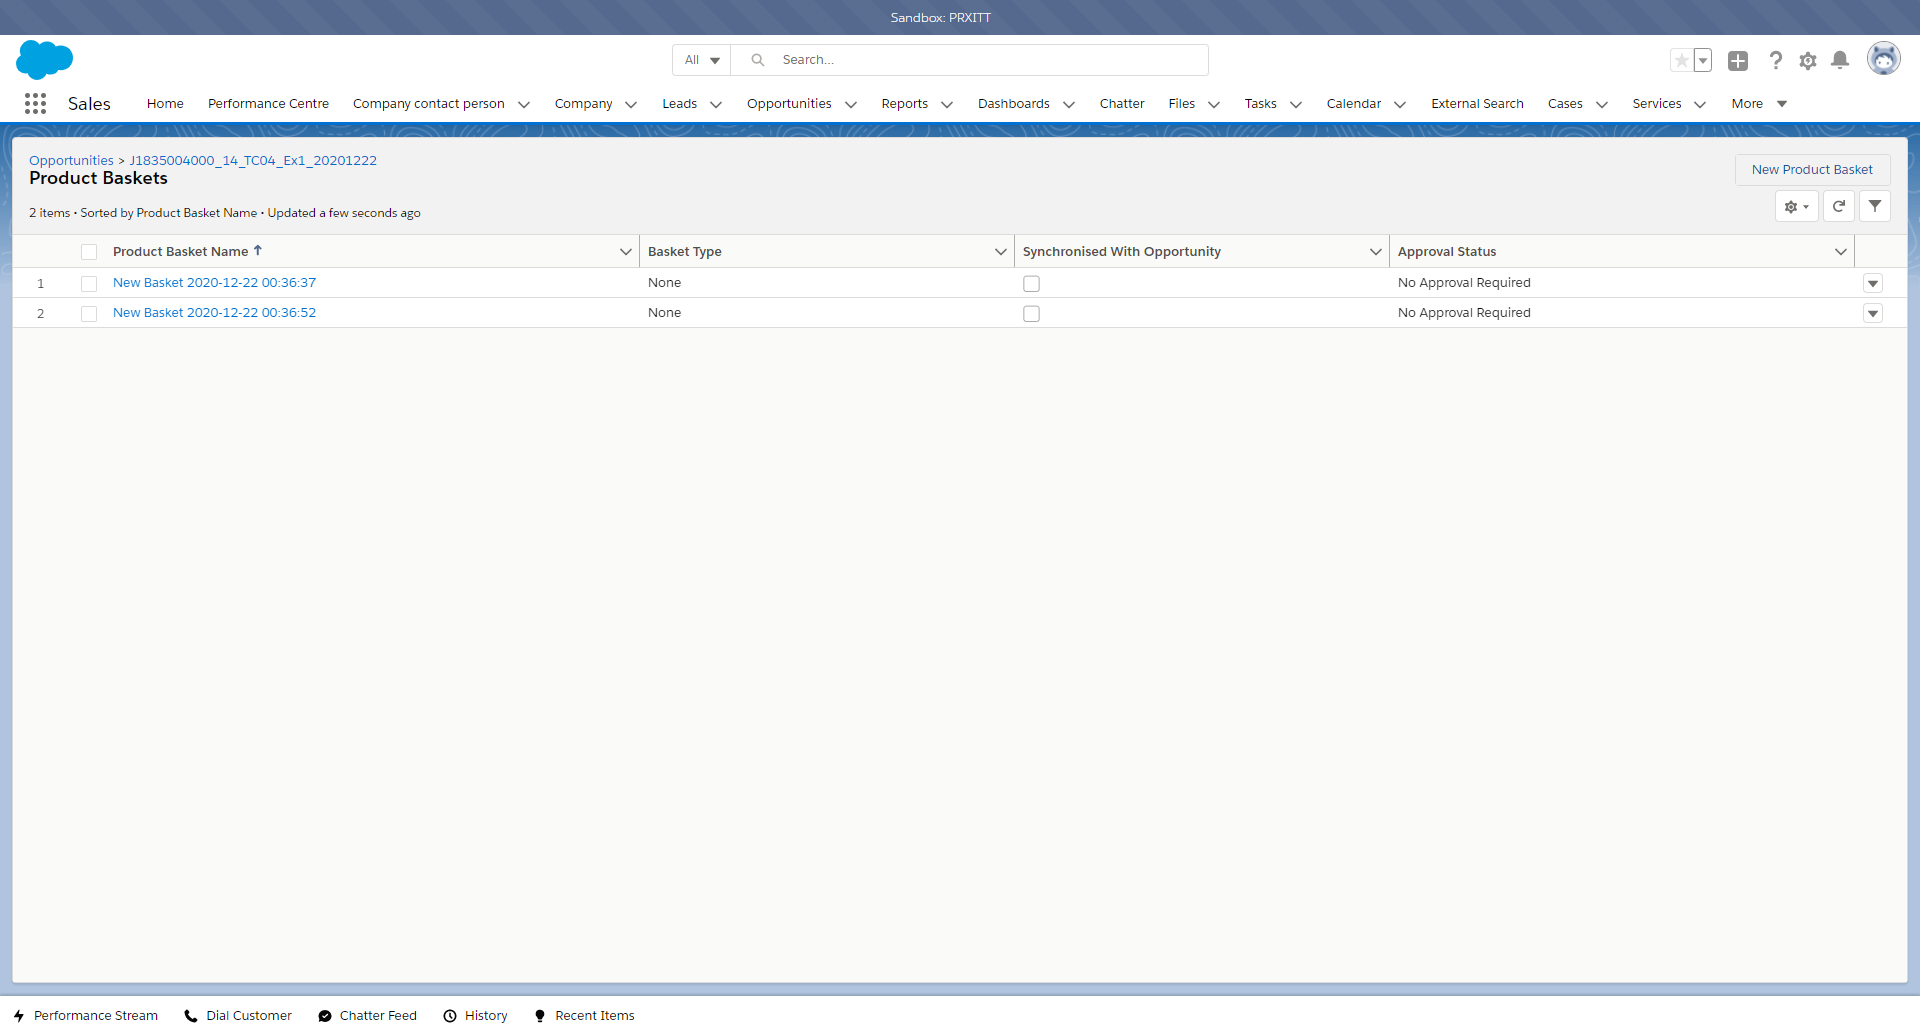 Sandbox: PRXITT
All Search...
Sales Home Performance Centre Company contact person Company Leads Opportunities Reports Dashboards Chatter Files Tasks Calendar External Search Cases Services More
Opportunities > J1835004000_14_TC04_Ex1_20201222
Product Baskets
New Product Basket
2 items • Sorted by Product Basket Name • Updated a few seconds ago
Product Basket Name Basket Type Synchronised With Opportunity Approval Status
1 New Basket 2020-12-22 00:36:37 None No Approval Required
2 New Basket 2020-12-22 00:36:52 None No Approval Required
Performance Stream Dial Customer Chatter Feed History Recent Items